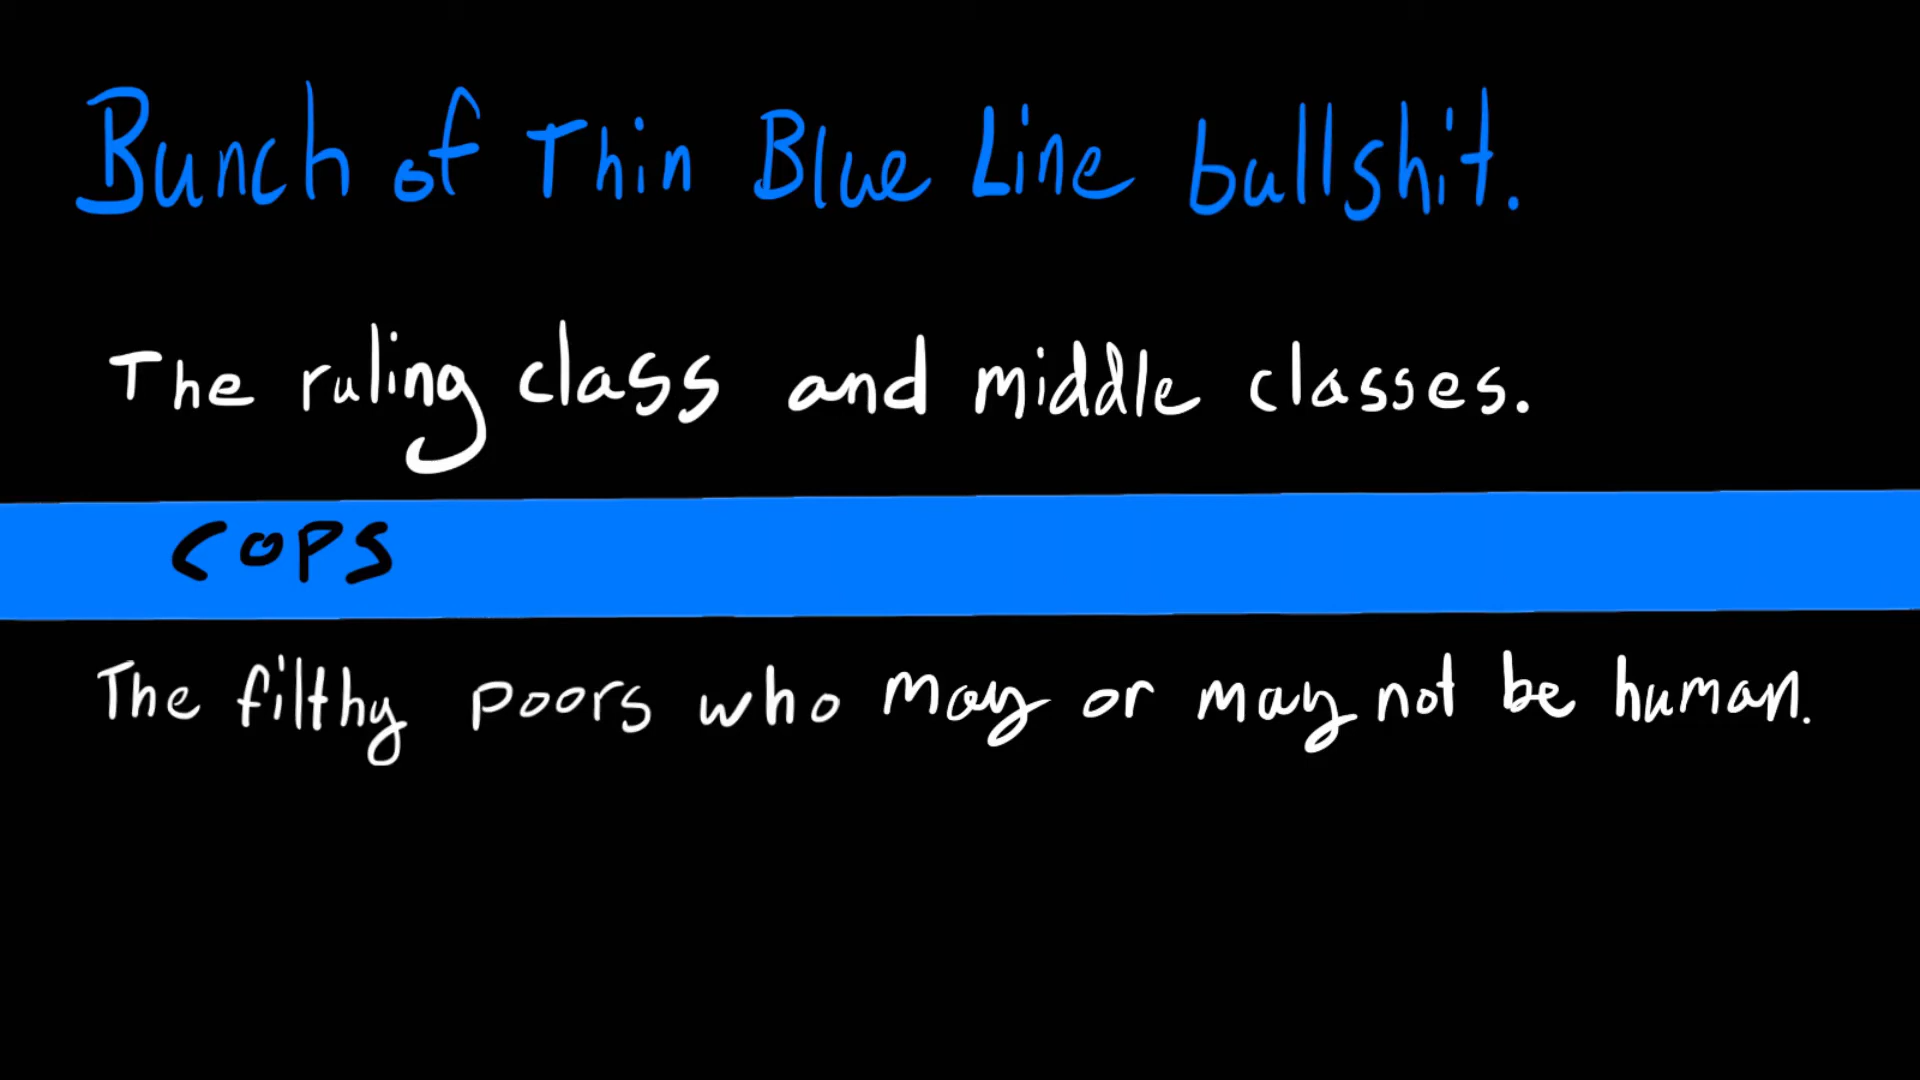 Bunch of Thin Blue Line bullshit.
The ruling class and middle classes.
COPS
The filthy poors who may or may not be human.